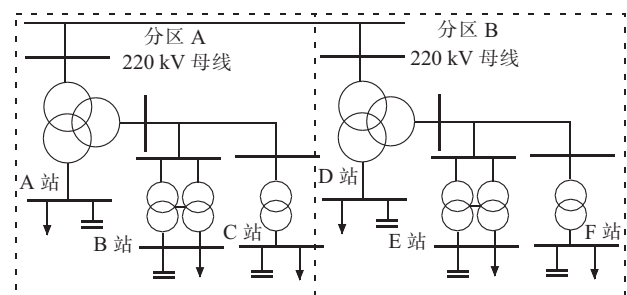 分区 A
220 kV 母线
分区 B
220 kV 母线
A 站
B 站
C 站
D 站
E 站
F 站